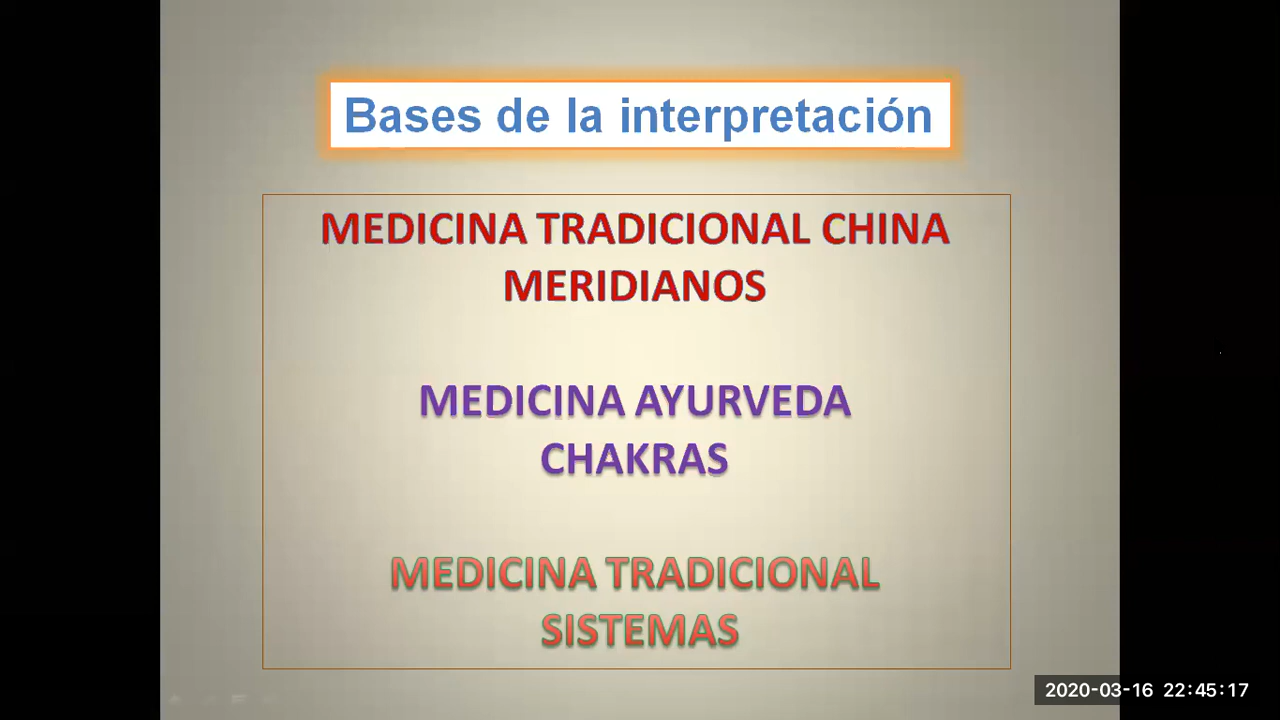 Bases de la interpretación
MEDICINA TRADICIONAL CHINA
MERIDIANOS
MEDICINA AYURVEDA
CHAKRAS
MEDICINA TRADICIONAL
SISTEMAS
2020-03-16 22:45:17